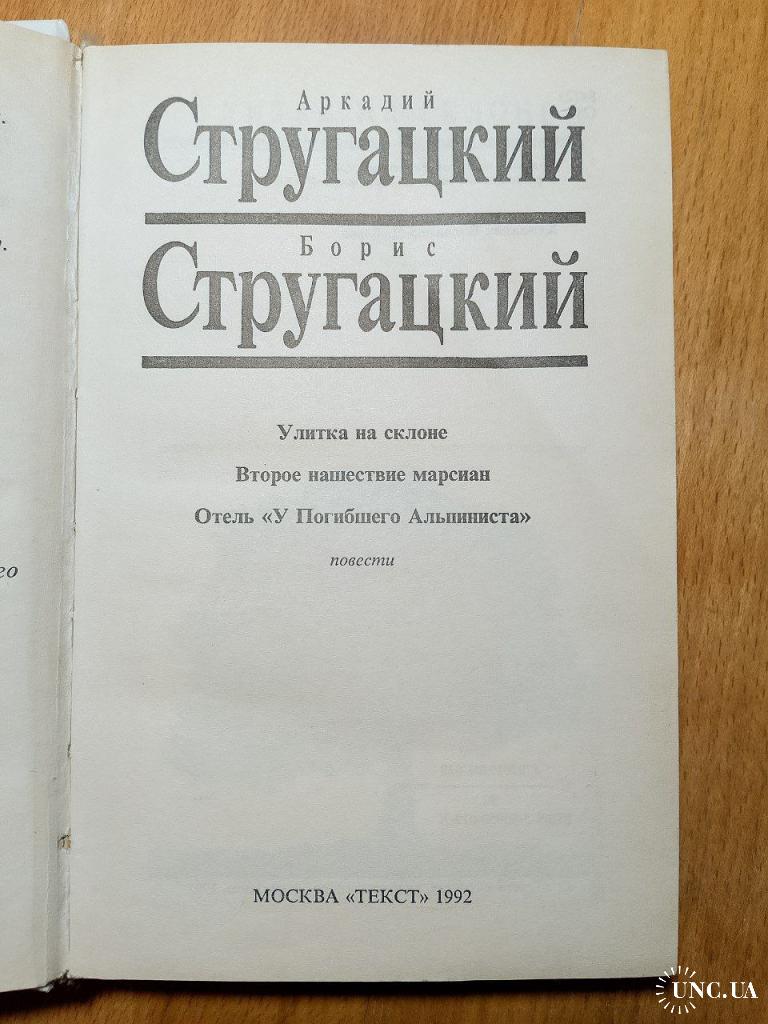 Аркадий
Стругацкий
Борис
Стругацкий
Улитка на склоне
Второе нашествие марсиан
Отель «У Погибшего Альпиниста»
повести
МОСКВА «ТЕКСТ» 1992
UNC.UA